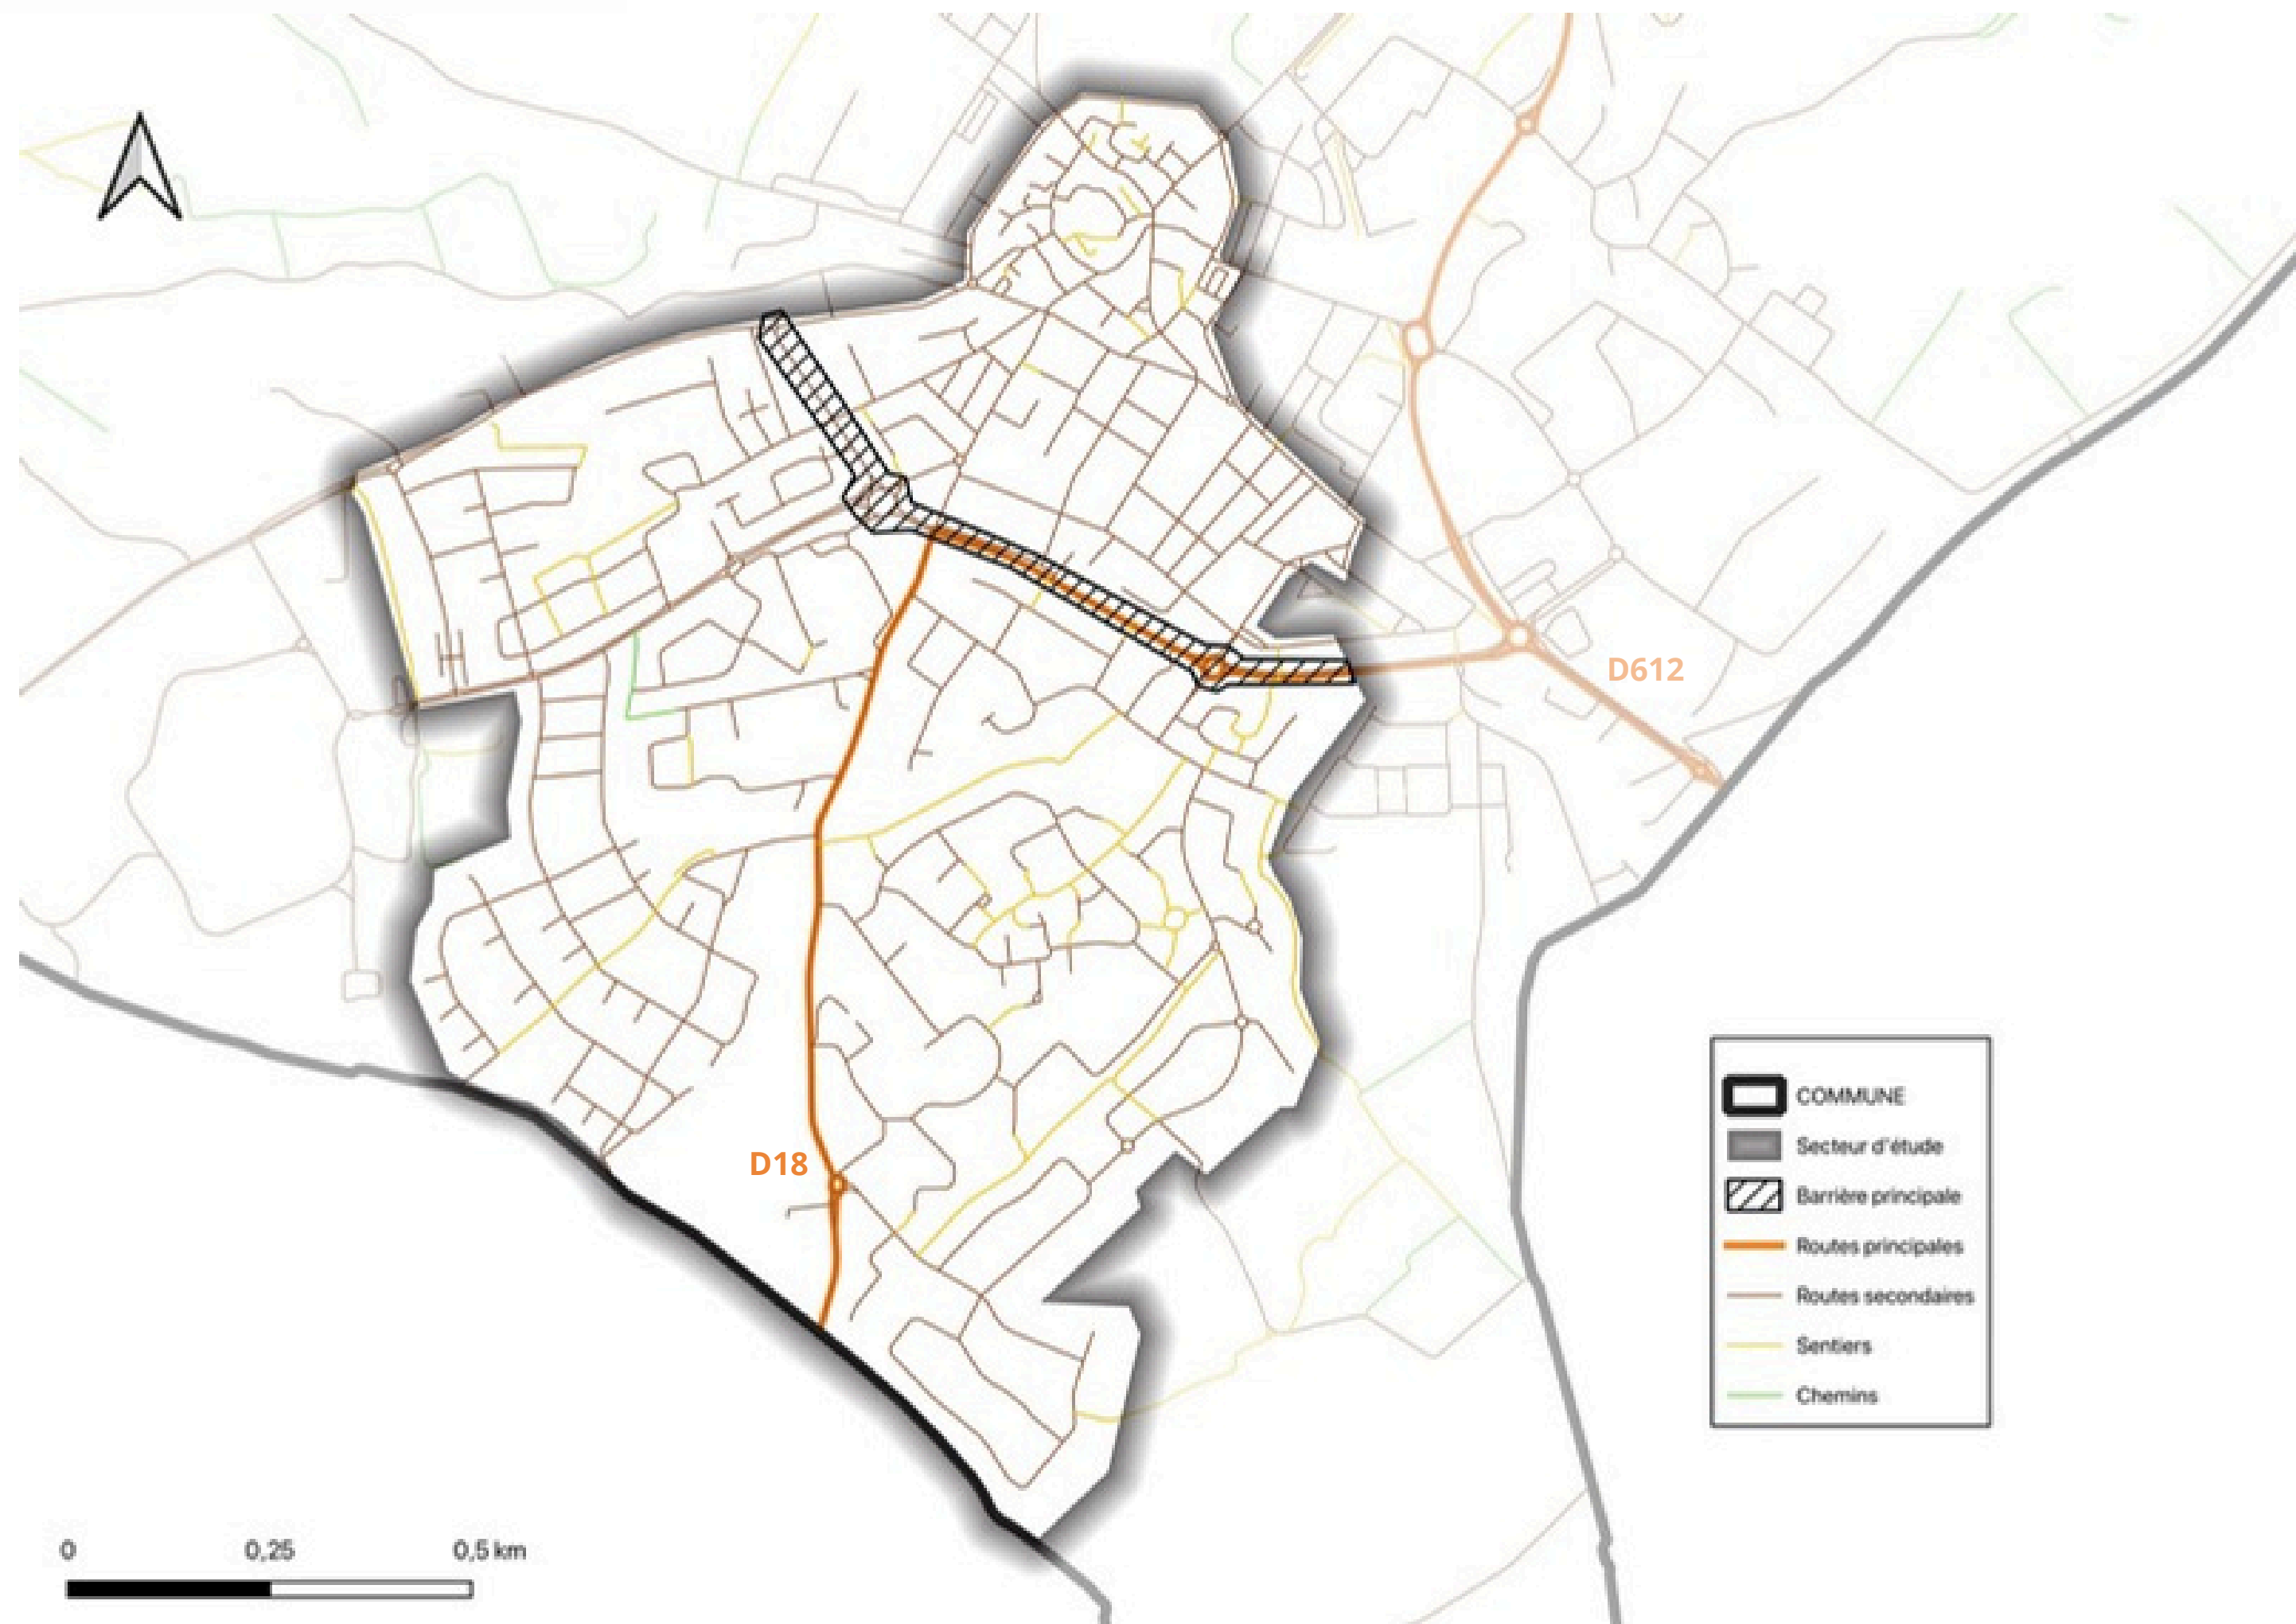 D612
D18
COMMUNE
Secteur d'étude
Barrière principale
Routes principales
Routes secondaires
Sentiers
Chemins
0 0,25 0,5 km